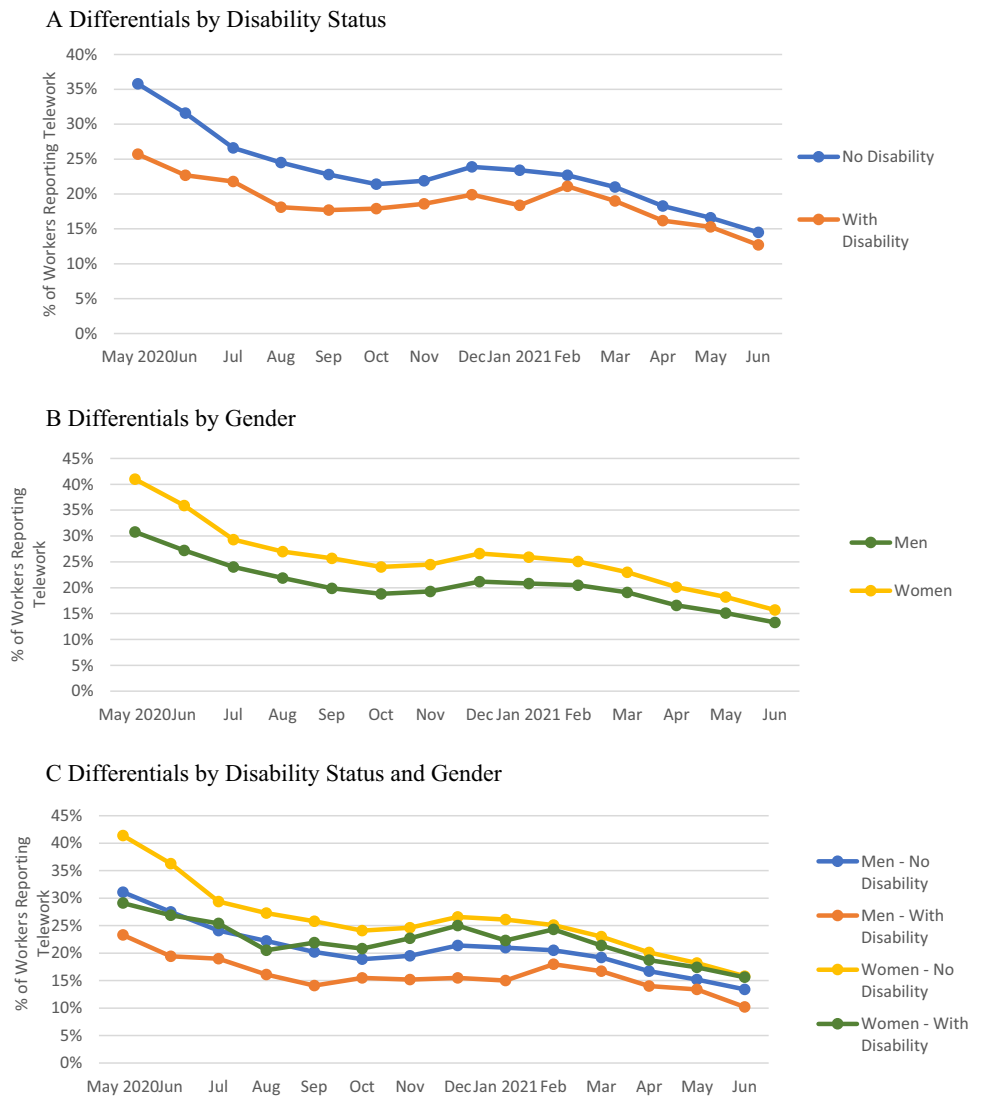 A Differentials by Disability Status
% of Workers Reporting Telework
40%
35%
30%
25%
20%
15%
10%
5%
0%
May 2020 Jun Jul Aug Sep Oct Nov Dec Jan 2021 Feb Mar Apr May Jun
No Disability
With
Disability
B Differentials by Gender
% of Workers Reporting
Telework
45%
40%
35%
30%
25%
20%
15%
10%
5%
0%
May 2020 Jun Jul Aug Sep Oct Nov Dec Jan 2021 Feb Mar Apr May Jun
Men
Women
C Differentials by Disability Status and Gender
% of Workers Reporting
Telework
45%
40%
35%
30%
25%
20%
15%
10%
5%
0%
May 2020 Jun Jul Aug Sep Oct Nov Dec Jan 2021 Feb Mar Apr May Jun
Men - No
Disability
Men - With
Disability
Women - No
Disability
Women - With
Disability